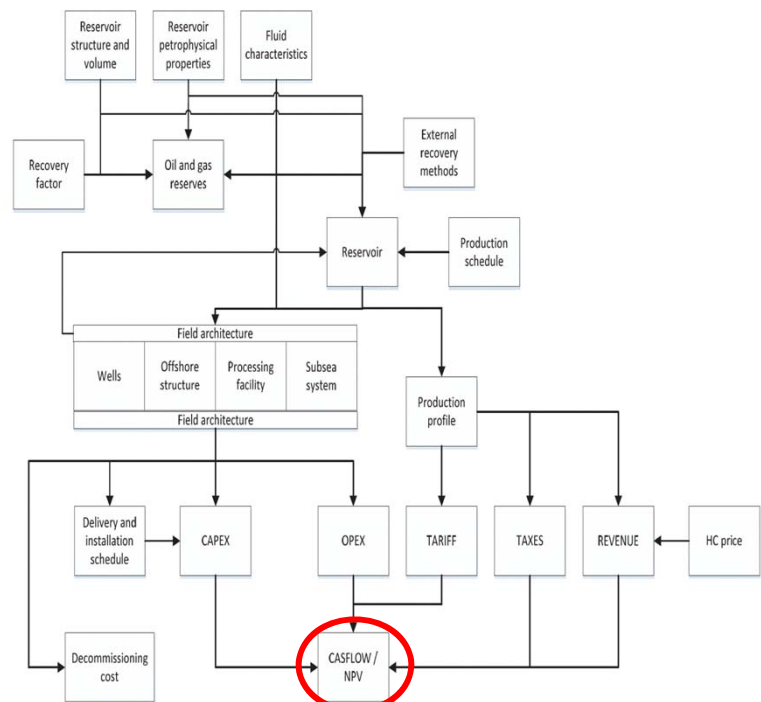 Reservoir
structure and
volume
Reservoir
petrophysical
properties
Fluid
characteristics
Recovery
factor
Oil and gas
reserves
External
recovery
methods
Reservoir
Production
schedule
Field architecture
Wells
Offshore
structure
Processing
facility
Subsea
system
Field architecture
Production
profile
Delivery and
installation
schedule
CAPEX
OPEX
TARIFF
TAXES
REVENUE
HC price
Decommissioning
cost
CASFLOW /
NPV